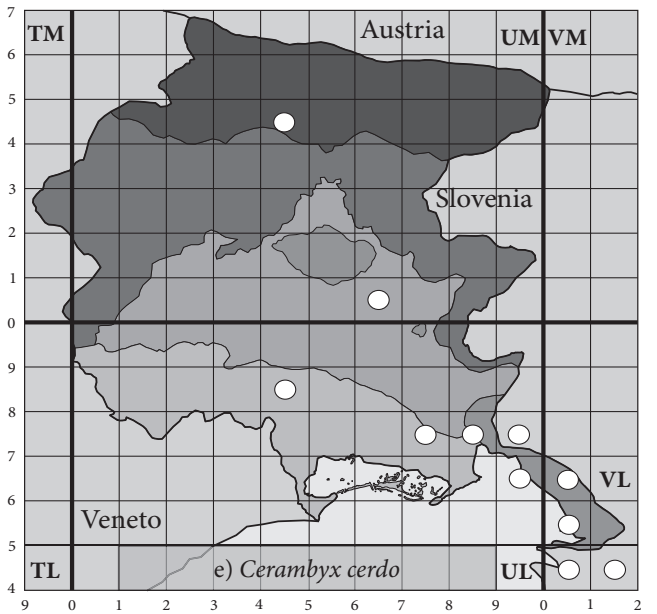 7
TM
Austria
UM VM
6
5
4
3
Slovenia
2
1
0
9
8
7
VL
6
Veneto
5
TL
e) Cerambyx cerdo
UL
4
9 0 1 2 3 4 5 6 7 8 9 0 1 2